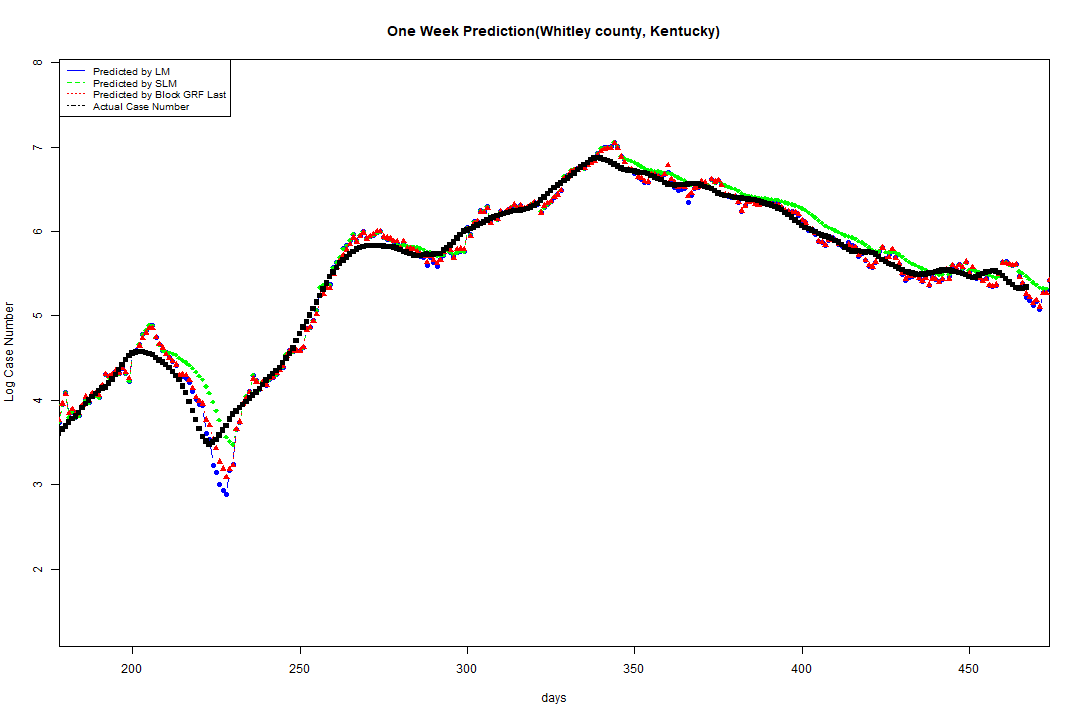 One Week Prediction(Whitley county, Kentucky)
Predicted by LM
Predicted by SLM
Predicted by Block GRF Last
Actual Case Number
Log Case Number
8
7
6
5
4
3
2
200 250 300 350 400 450
days